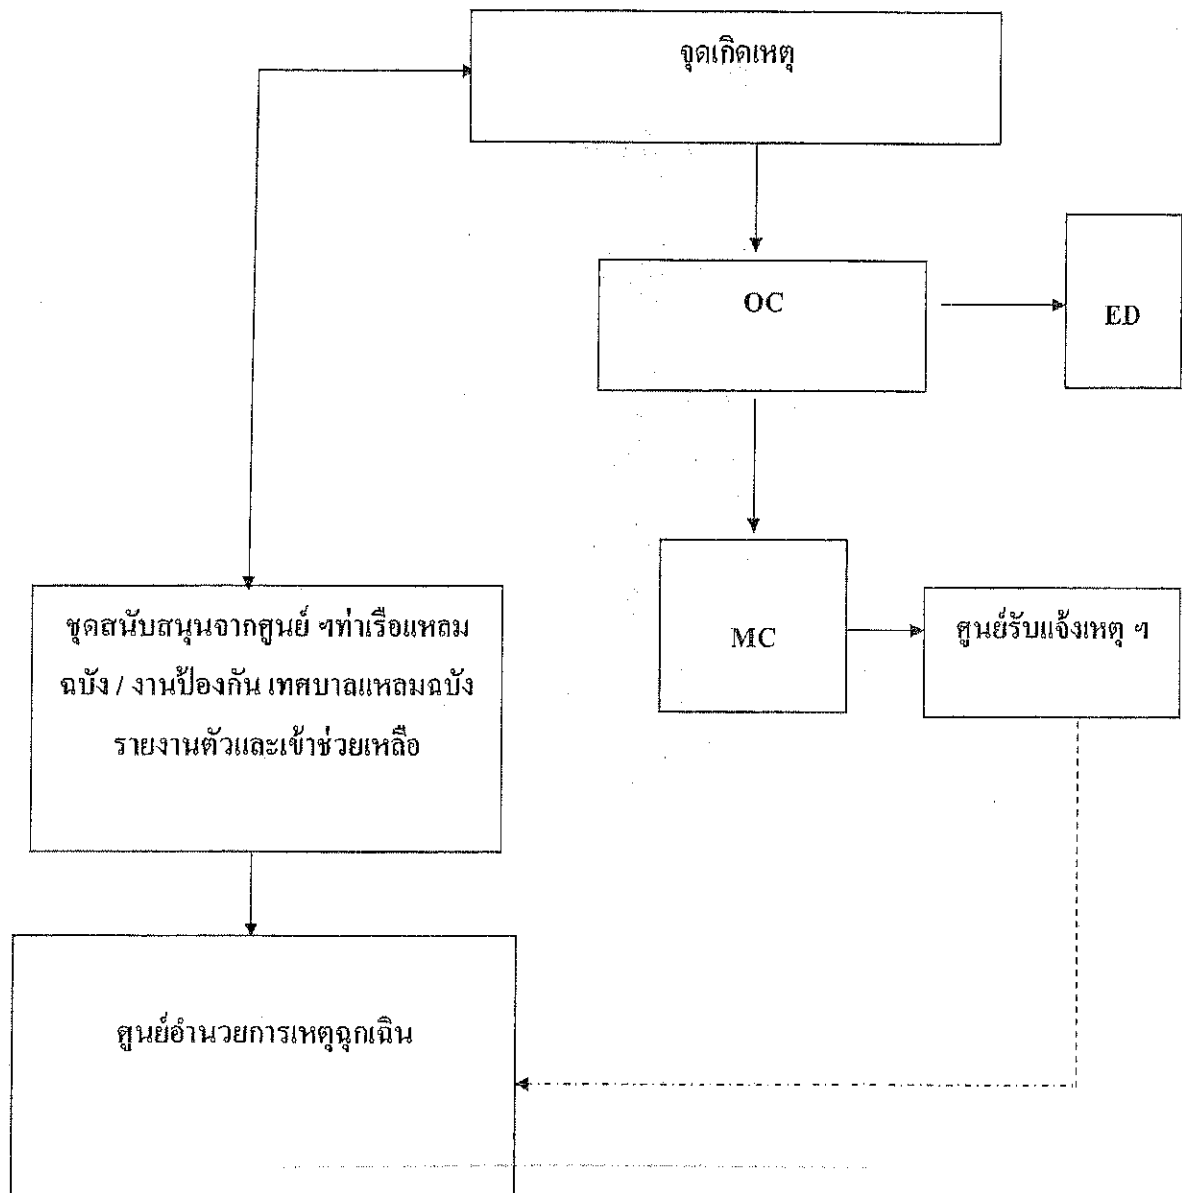 จุดเกิดเหตุ
OC
ED
MC
ศูนย์รับแจ้งเหตุ ฯ
ชุดสนับสนุนจากศูนย์ ฯท่าเรือแหลม
ฉบัง / งานป้องกัน เทศบาลแหลมฉบัง
รายงานตัวและเข้าช่วยเหลือ
ศูนย์อำนวยการเหตุฉุกเฉิน